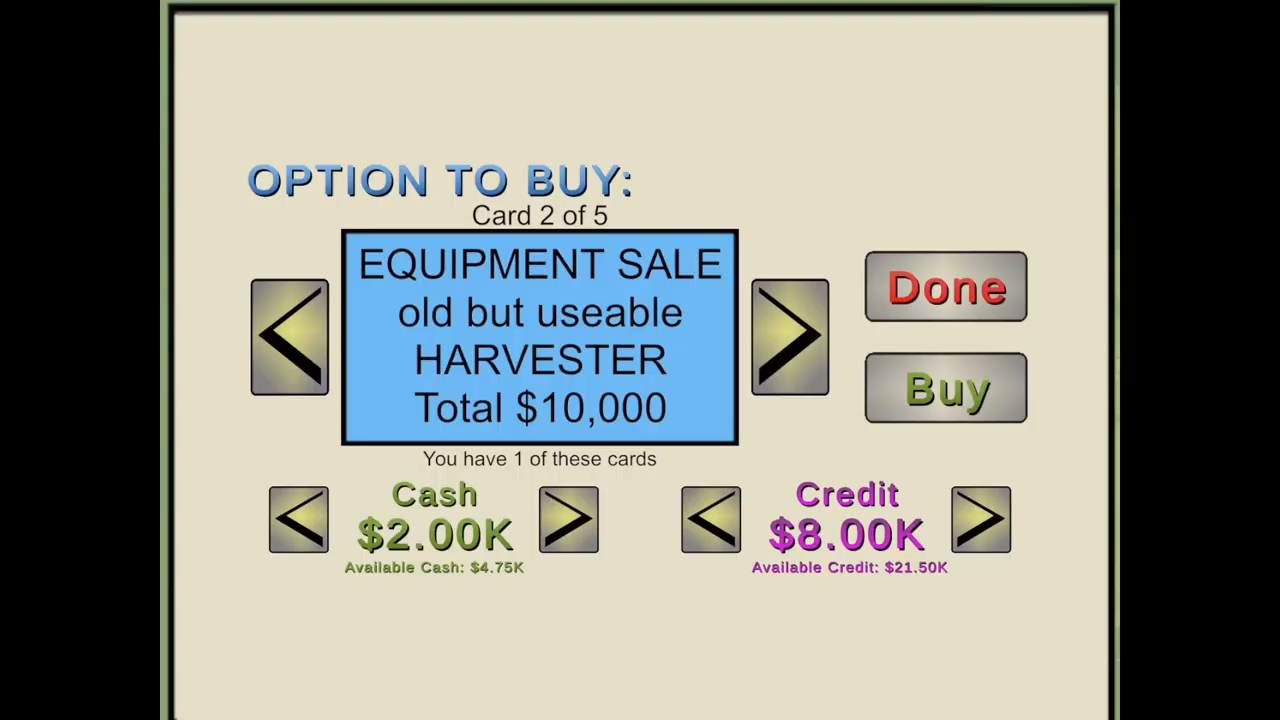 OPTION TO BUY:
Card 2 of 5
EQUIPMENT SALE
old but useable
HARVESTER
Total $10,000
You have 1 of these cards
Done
Buy
Cash
$2.00K
Available Cash: $4.75K
Credit
$8.00K
Available Credit: $21.50K